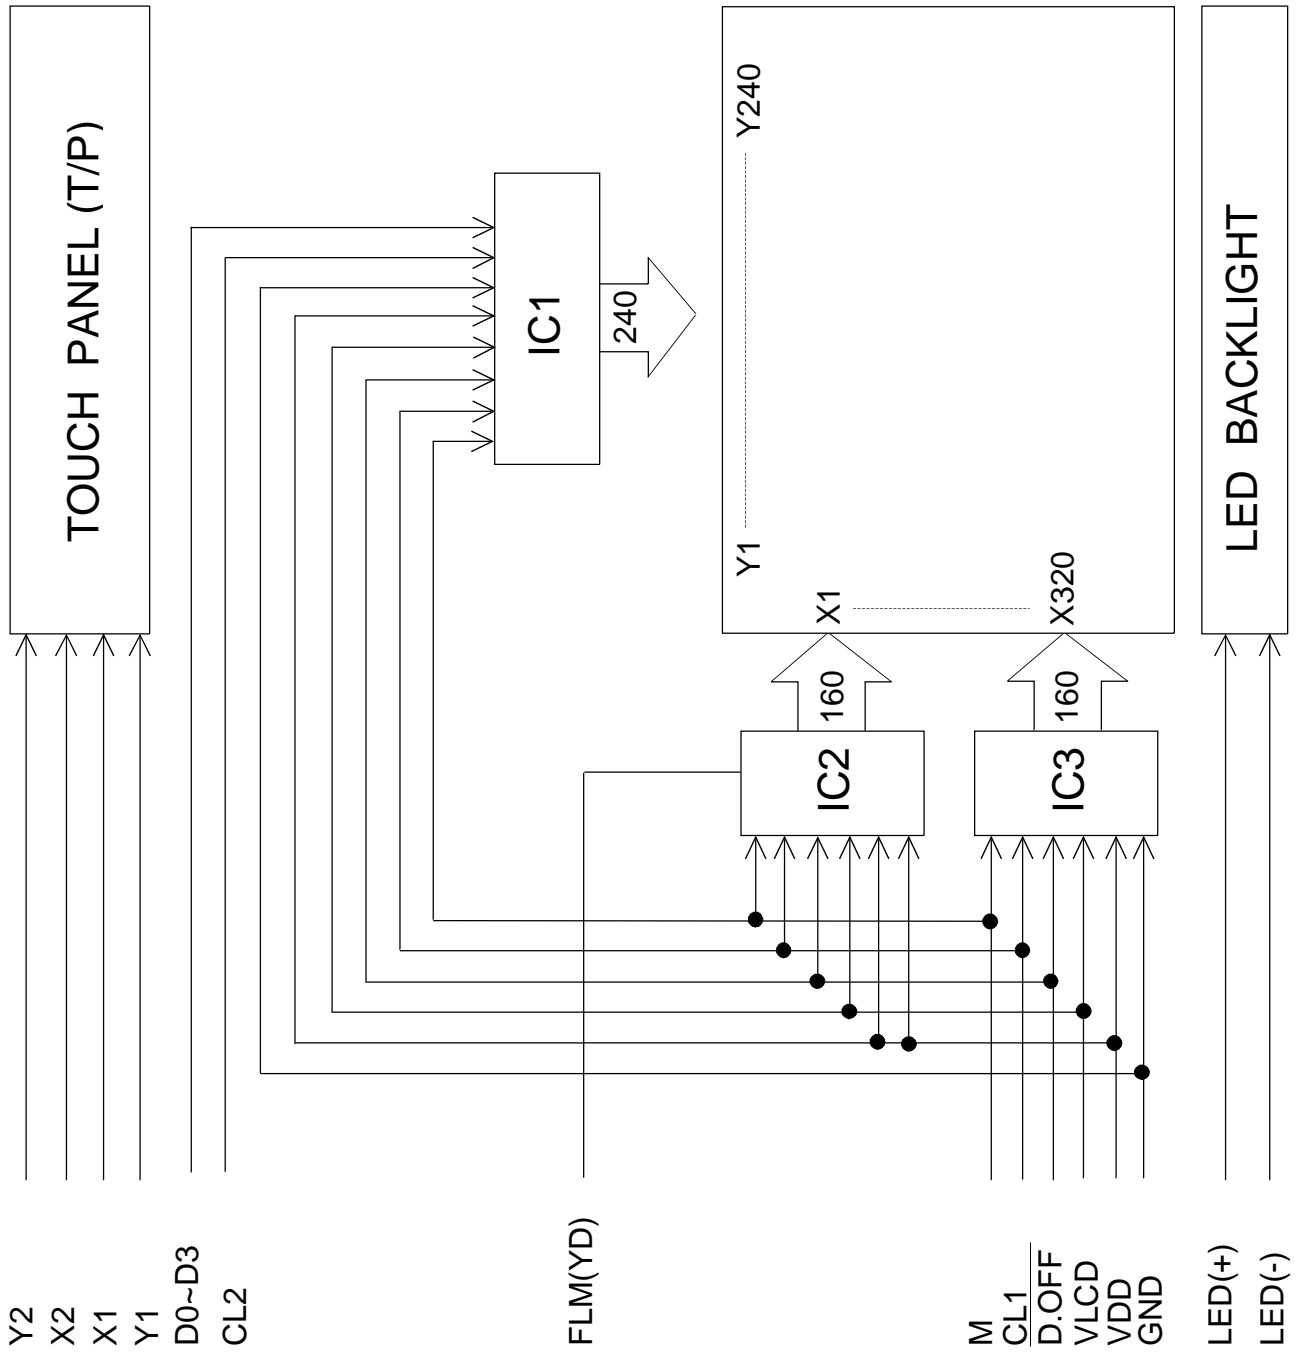 Y2
X2
X1
Y1
D0~D3
CL2
FLM(YD)
M
CL1
D.OFF
VLCD
VDD
GND
LED(+)
LED(-)
TOUCH PANEL (T/P)
IC1
240
IC2
160
IC3
160
Y1
Y240
X1
X320
LED BACKLIGHT